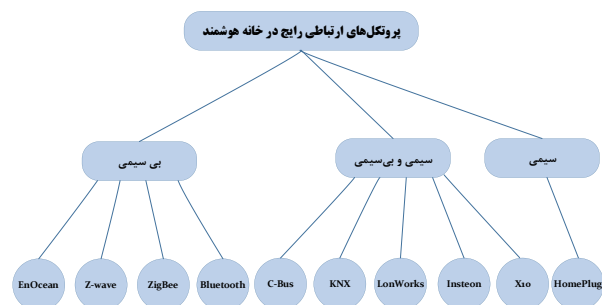 پروتکل‌های ارتباطی رایج در خانه هوشمند
سیمی
سیمی و بی‌سیمی
بی سیمی
HomePlug
X10
Insteon
LonWorks
KNX
C-Bus
Bluetooth
ZigBee
Z-wave
EnOcean